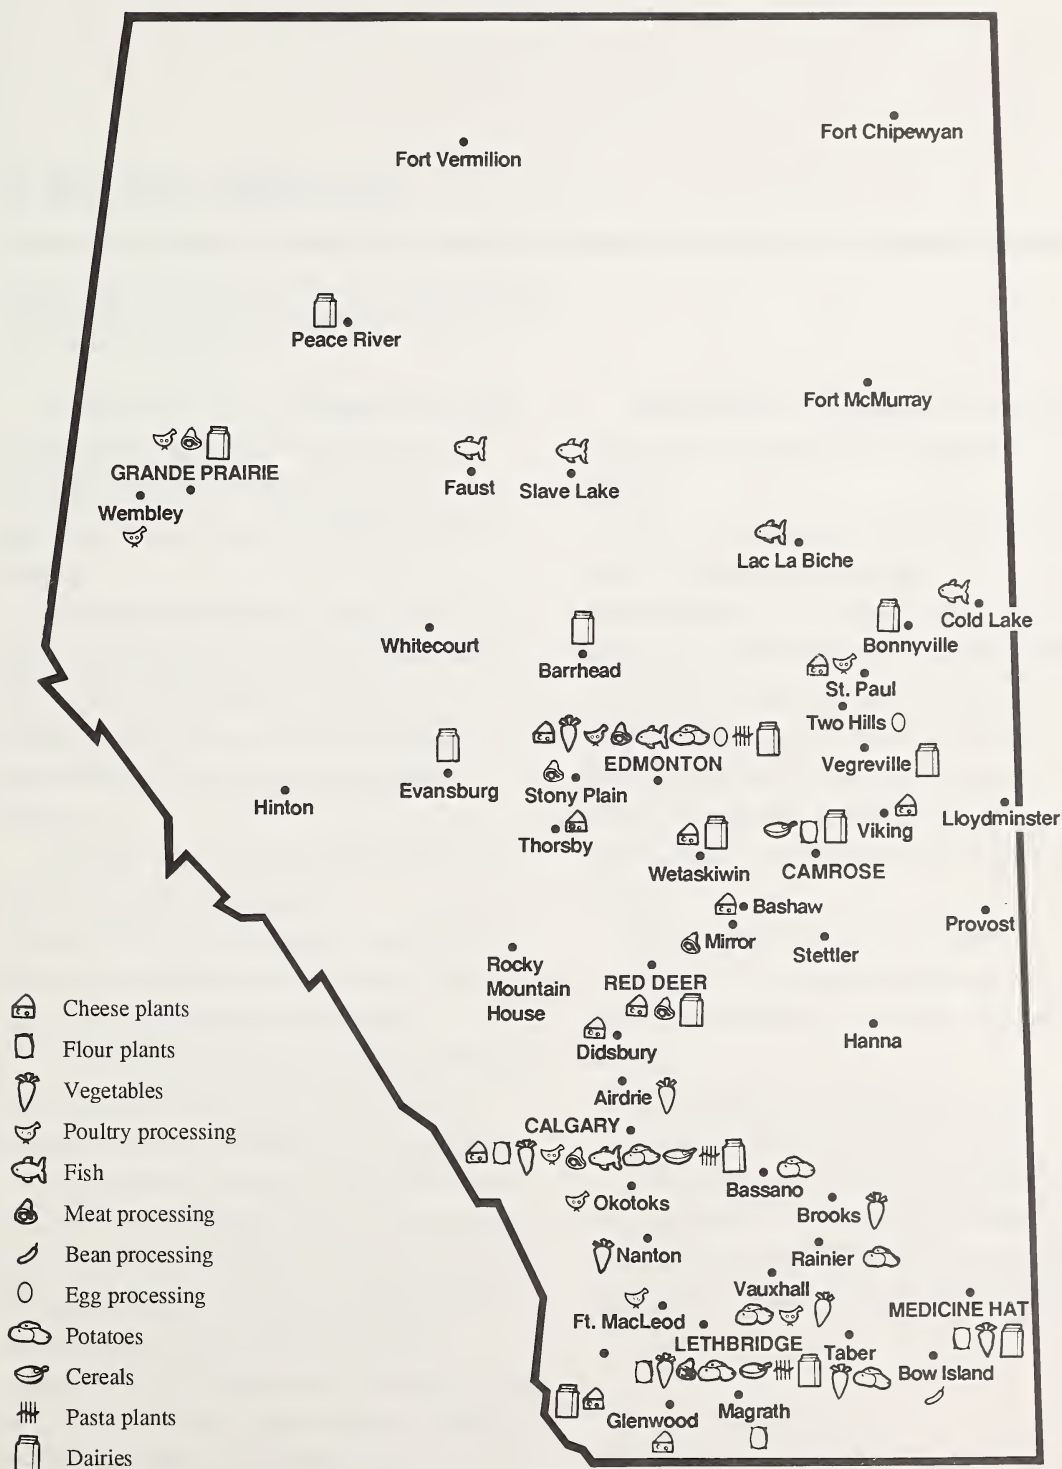 Fort Chipewyan
Fort Vermilion
Peace River
Fort McMurray
GRANDE PRAIRIE
Faust
Slave Lake
Wembley
Lac La Biche
Cold Lake
Whitecourt
Bonnyville
Barrhead
St. Paul
Two Hills
EDMONTON
Vegreville
Evansburg
Stony Plain
Hinton
Lloydminster
Viking
Thorsby
Wetaskiwin
CAMROSE
Bashaw
Provost
Mirror
Stettler
Rocky
Mountain
House
RED DEER
Hanna
Didsbury
Airdrie
CALGARY
Bassano
Okotoks
Brooks
Nanton
Rainier
Vauxhall
MEDICINE HAT
Ft. MacLeod
LETHBRIDGE
Taber
Bow Island
Glenwood
Magrath
Cheese plants
Flour plants
Vegetables
Poultry processing
Fish
Meat processing
Bean processing
Egg processing
Potatoes
Cereals
Pasta plants
Dairies